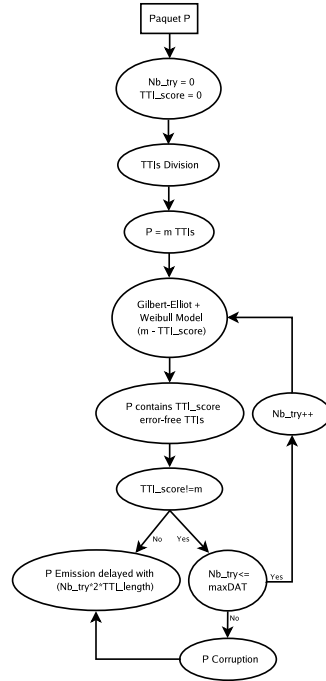 Paquet P
Nb_try = 0
TTI_score = 0
TTIs Division
P = m TTIs
Gilbert-Elliot +
Weibull Model
(m - TTI_score)
P contains TTI_score
error-free TTIs
Nb_try++
TTI_score!=m
No
Yes
P Emission delayed with
(Nb_try*2*TTI_length)
Nb_try<=
maxDAT
Yes
No
P Corruption